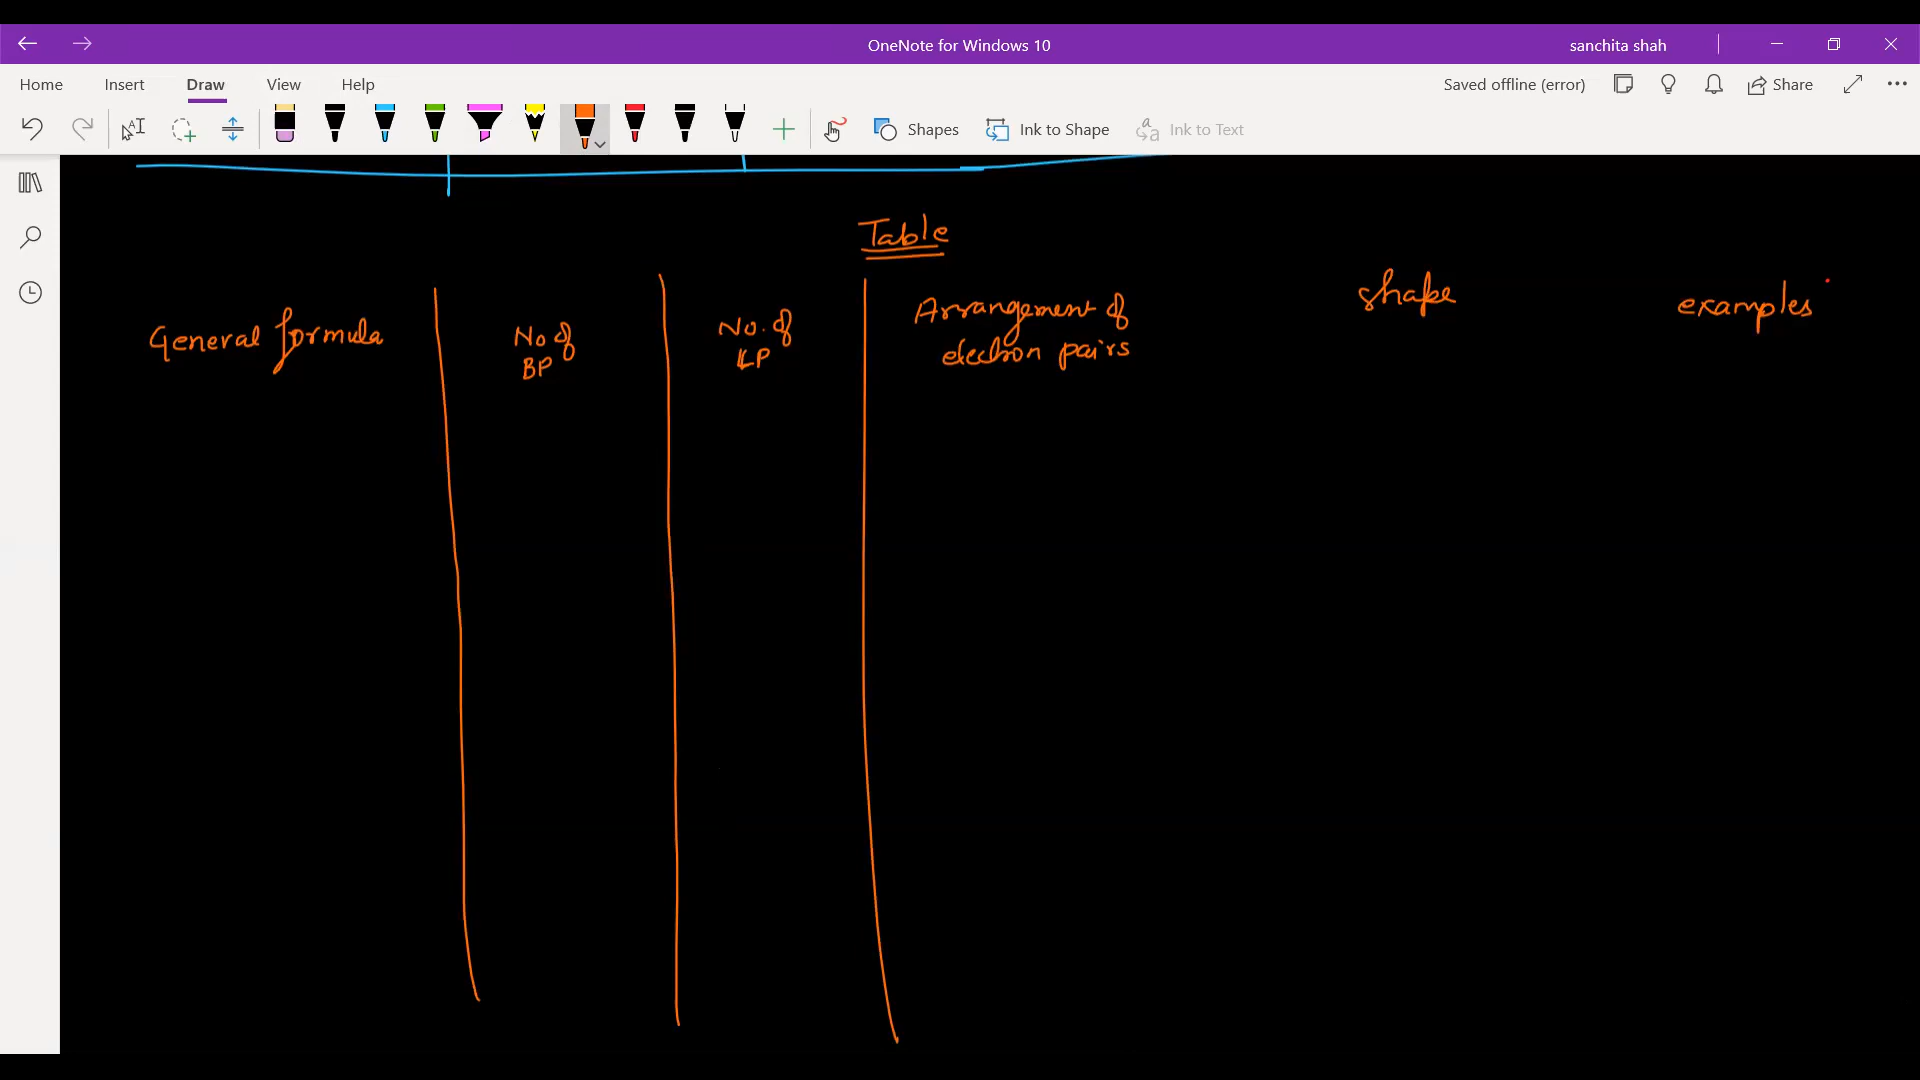 OneNote for Windows 10
sanchita shah
Home Insert Draw View Help
Saved offline (error)
Share
Shapes
Ink to Shape
Ink to Text
Table
General formula
No of
BP
No. of
LP
Arrangement of
electron pairs
shape
examples